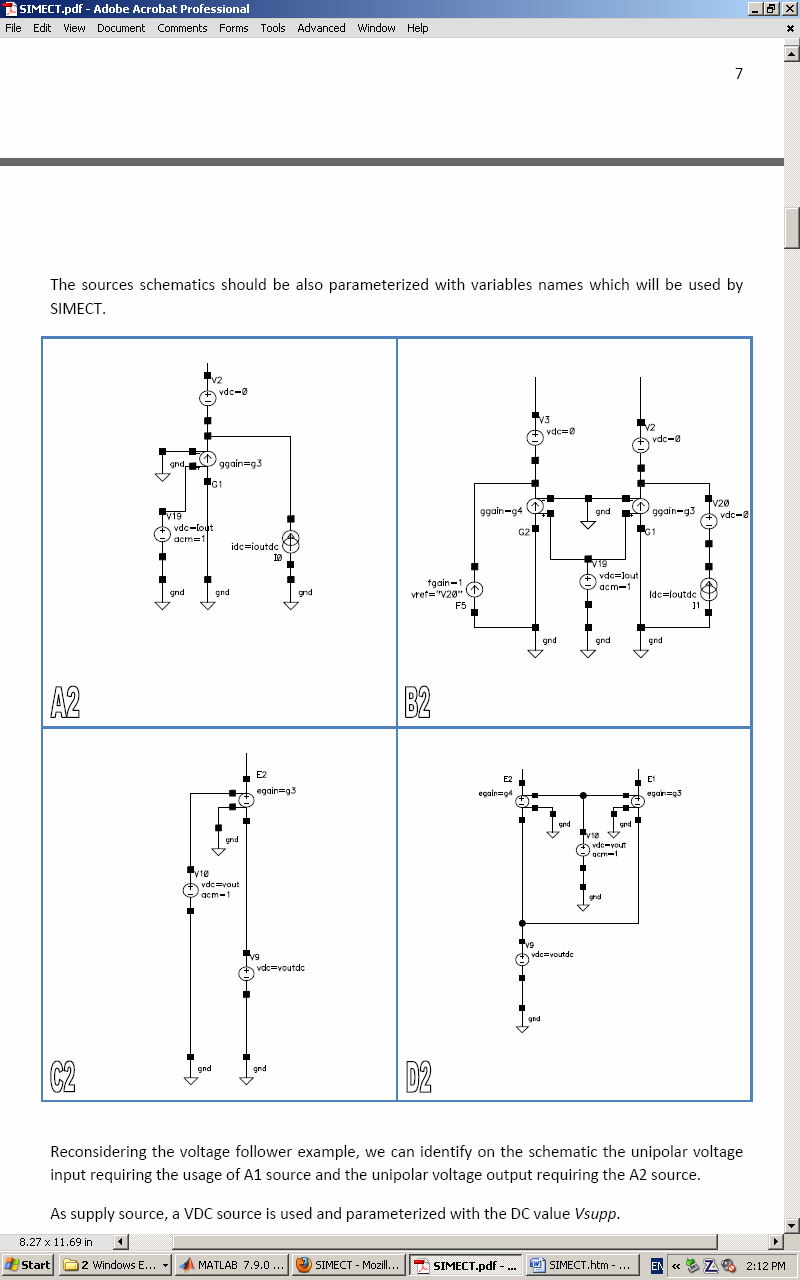 SIMECT.pdf - Adobe Acrobat Professional
File Edit View Document Comments Forms Tools Advanced Window Help
7
The sources schematics should be also parameterized with variables names which will be used by
SIMECT.
V2
vdc=0
gnd
ggain=g3
G1
V19
vdc=Iout
acm=1
idc=ioutdc
I0
gnd
gnd
gnd
A2
V3
vdc=0
V2
vdc=0
V20
vdc=0
ggain=g4
gnd
ggain=g3
G2
G1
V19
vdc=Iout
acm=1
fgain=1
vref="V20"
F5
idc=ioutdc
I1
gnd
gnd
gnd
B2
E2
egain=g3
gnd
V10
vdc=vout
acm=1
V9
vdc=voutdc
gnd
gnd
C2
E2
E1
egain=g4
egain=g3
gnd
gnd
V10
vdc=vout
acm=1
gnd
V9
vdc=voutdc
gnd
D2
Reconsidering the voltage follower example, we can identify on the schematic the unipolar voltage
input requiring the usage of A1 source and the unipolar voltage output requiring the A2 source.
As supply source, a VDC source is used and parameterized with the DC value Vsupp.
8.27 x 11.69 in
Start 2 Windows E... MATLAB 7.9.0 ... SIMECT - Mozill... SIMECT.pdf - ... SIMECT.htm - ... EN « 2:12 PM